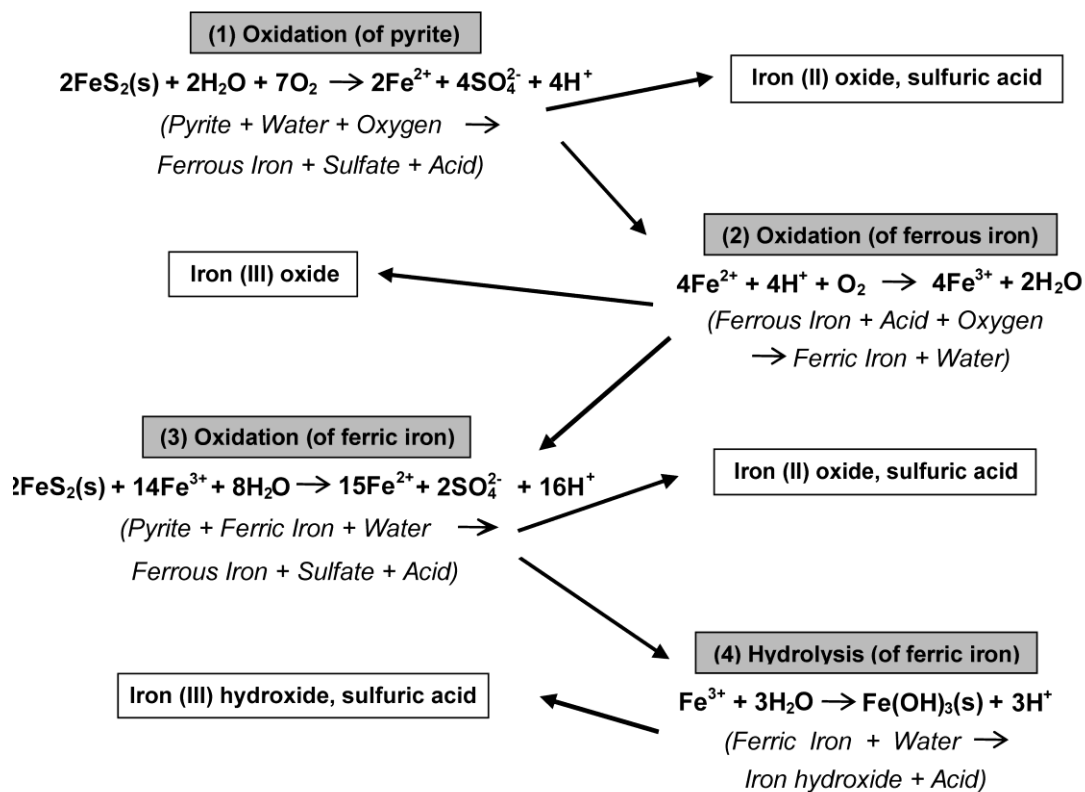 (1) Oxidation (of pyrite)
2FeS₂(s) + 2H₂O + 7O₂ → 2Fe²⁺ + 4SO₄²⁻ + 4H⁺
(Pyrite + Water + Oxygen →
Ferrous Iron + Sulfate + Acid)
Iron (II) oxide, sulfuric acid
(2) Oxidation (of ferrous iron)
4Fe²⁺ + 4H⁺ + O₂ → 4Fe³⁺ + 2H₂O
(Ferrous Iron + Acid + Oxygen
→ Ferric Iron + Water)
Iron (III) oxide
(3) Oxidation (of ferric iron)
2FeS₂(s) + 14Fe³⁺ + 8H₂O → 15Fe²⁺ + 2SO₄²⁻ + 16H⁺
(Pyrite + Ferric Iron + Water →
Ferrous Iron + Sulfate + Acid)
Iron (II) oxide, sulfuric acid
(4) Hydrolysis (of ferric iron)
Fe³⁺ + 3H₂O → Fe(OH)₃(s) + 3H⁺
(Ferric Iron + Water →
Iron hydroxide + Acid)
Iron (III) hydroxide, sulfuric acid